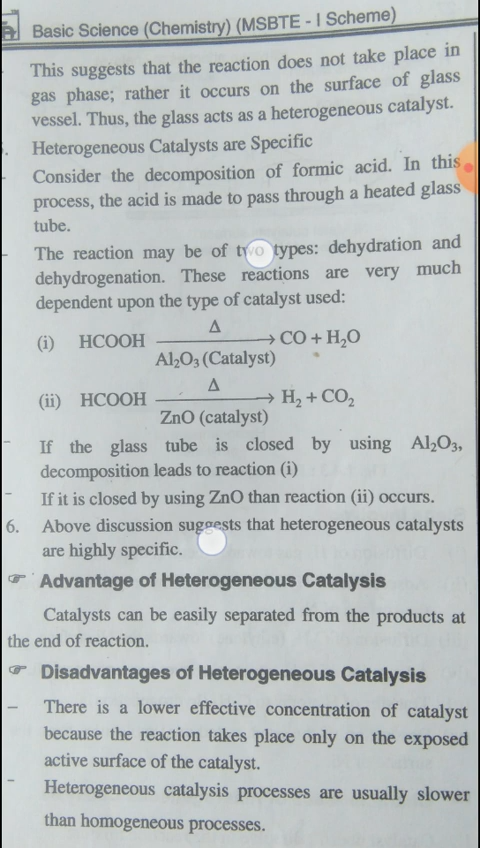 Basic Science (Chemistry) (MSBTE - I Scheme)
This suggests that the reaction does not take place in
gas phase; rather it occurs on the surface of glass
vessel. Thus, the glass acts as a heterogeneous catalyst.
Heterogeneous Catalysts are Specific
Consider the decomposition of formic acid. In this
process, the acid is made to pass through a heated glass
tube.
– The reaction may be of two types: dehydration and
dehydrogenation. These reactions are very much
dependent upon the type of catalyst used:
(i) HCOOH Δ → CO + H₂O
Al₂O₃ (Catalyst)
(ii) HCOOH Δ → H₂ + CO₂
ZnO (catalyst)
– If the glass tube is closed by using Al₂O₃,
decomposition leads to reaction (i)
– If it is closed by using ZnO than reaction (ii) occurs.
6. Above discussion suggests that heterogeneous catalysts
are highly specific.
☞ Advantage of Heterogeneous Catalysis
Catalysts can be easily separated from the products at
the end of reaction.
☞ Disadvantages of Heterogeneous Catalysis
– There is a lower effective concentration of catalyst
because the reaction takes place only on the exposed
active surface of the catalyst.
– Heterogeneous catalysis processes are usually slower
than homogeneous processes.